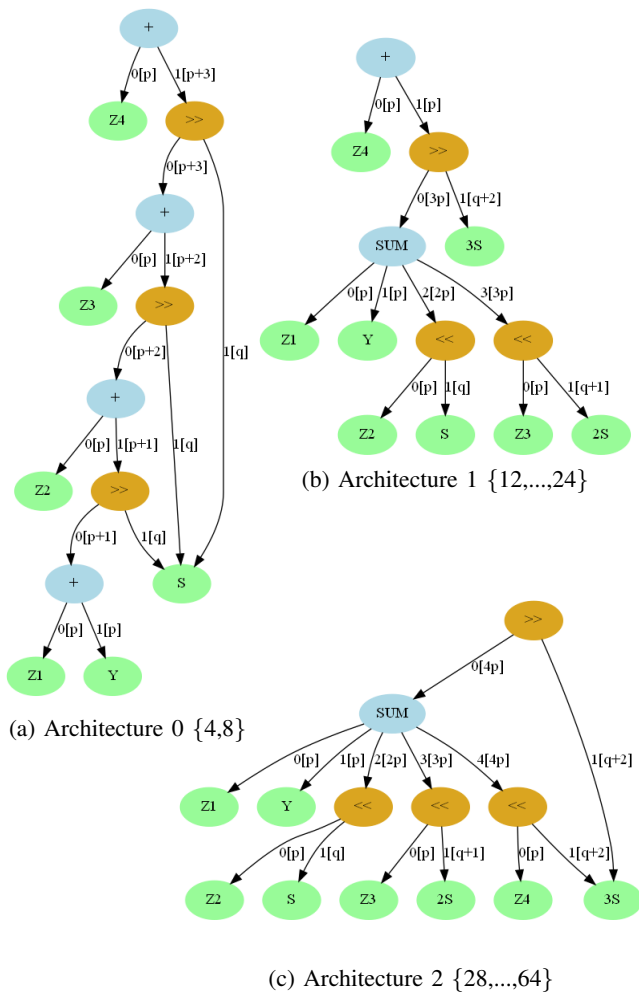 +
0[p] 1[p+3]
Z4 >>
0[p+3]
+
0[p] 1[p+2]
Z3 >>
0[p+2] 1[q]
+
0[p] 1[p+1] 1[q]
Z2 >>
0[p+1] 1[q]
+ S
0[p] 1[p]
Z1 Y
(a) Architecture 0 {4,8}
+
0[p] 1[p]
Z4 >>
0[3p] 1[q+2]
SUM 3S
0[p] 1[p] 2[2p] 3[3p]
Z1 Y << <<
0[p] 1[q] 0[p] 1[q+1]
Z2 S Z3 2S
(b) Architecture 1 {12,...,24}
>>
0[4p]
SUM
0[p] 1[p] 2[2p] 3[3p] 4[4p] 1[q+2]
Z1 Y << << <<
0[p] 1[q] 0[p] 1[q+1] 0[p] 1[q+2]
Z2 S Z3 2S Z4 3S
(c) Architecture 2 {28,...,64}